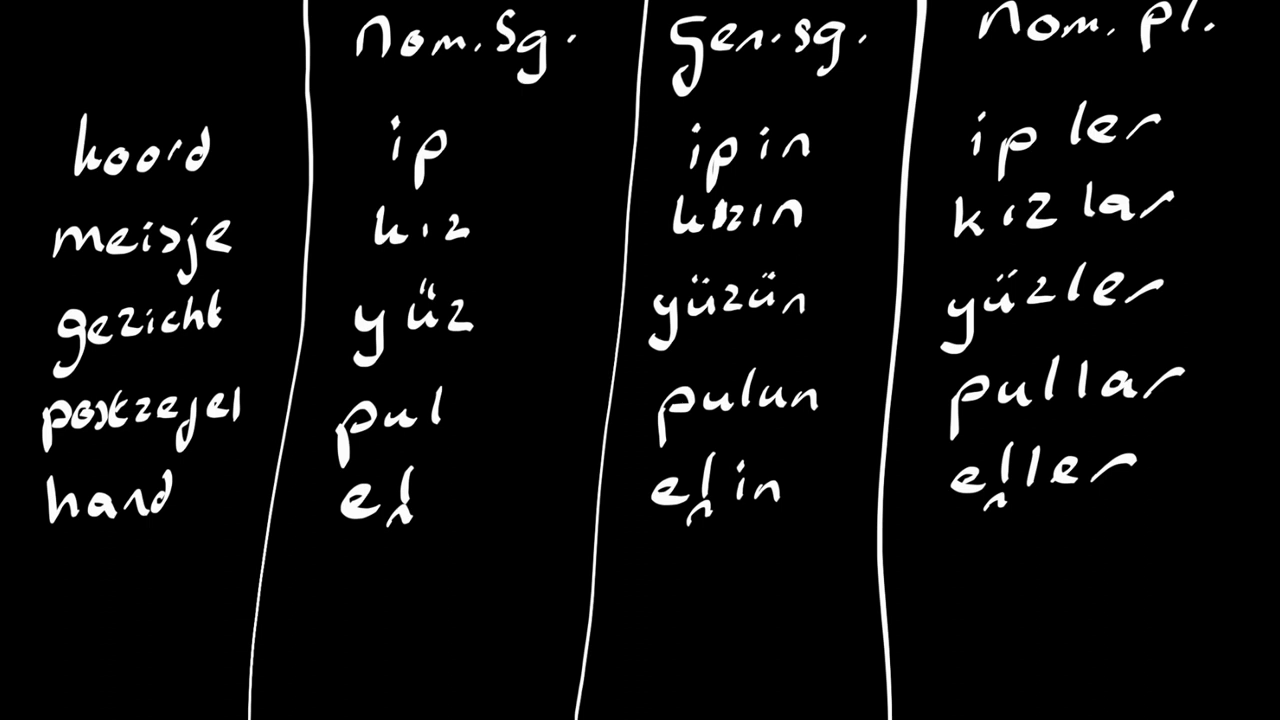 nom. Sg. gen. sg. nom. pl.
koord ip ipin ipler
meisje kız kızın kızlar
gezicht yüz yüzün yüzler
postzegel pul pulun pullar
hand el elin eller